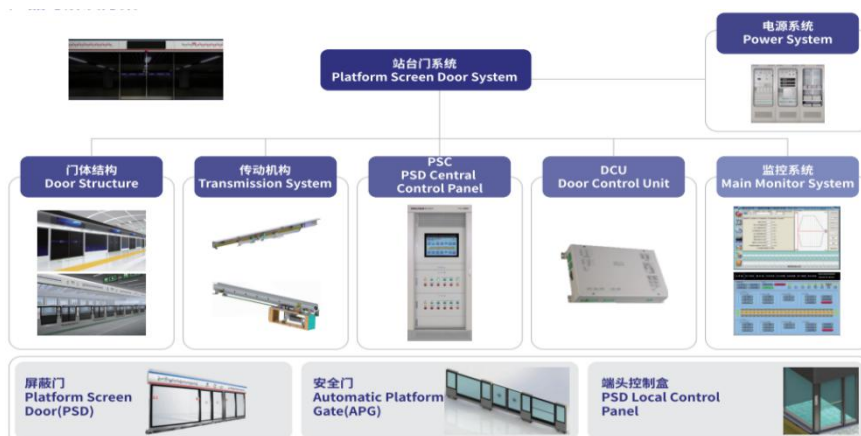 电源系统
Power System
站台门系统
Platform Screen Door System
门体结构
Door Structure
传动机构
Transmission System
PSC
PSD Central
Control Panel
DCU
Door Control Unit
监控系统
Main Monitor System
屏蔽门
Platform Screen
Door(PSD)
安全门
Automatic Platform
Gate(APG)
端头控制盒
PSD Local Control
Panel